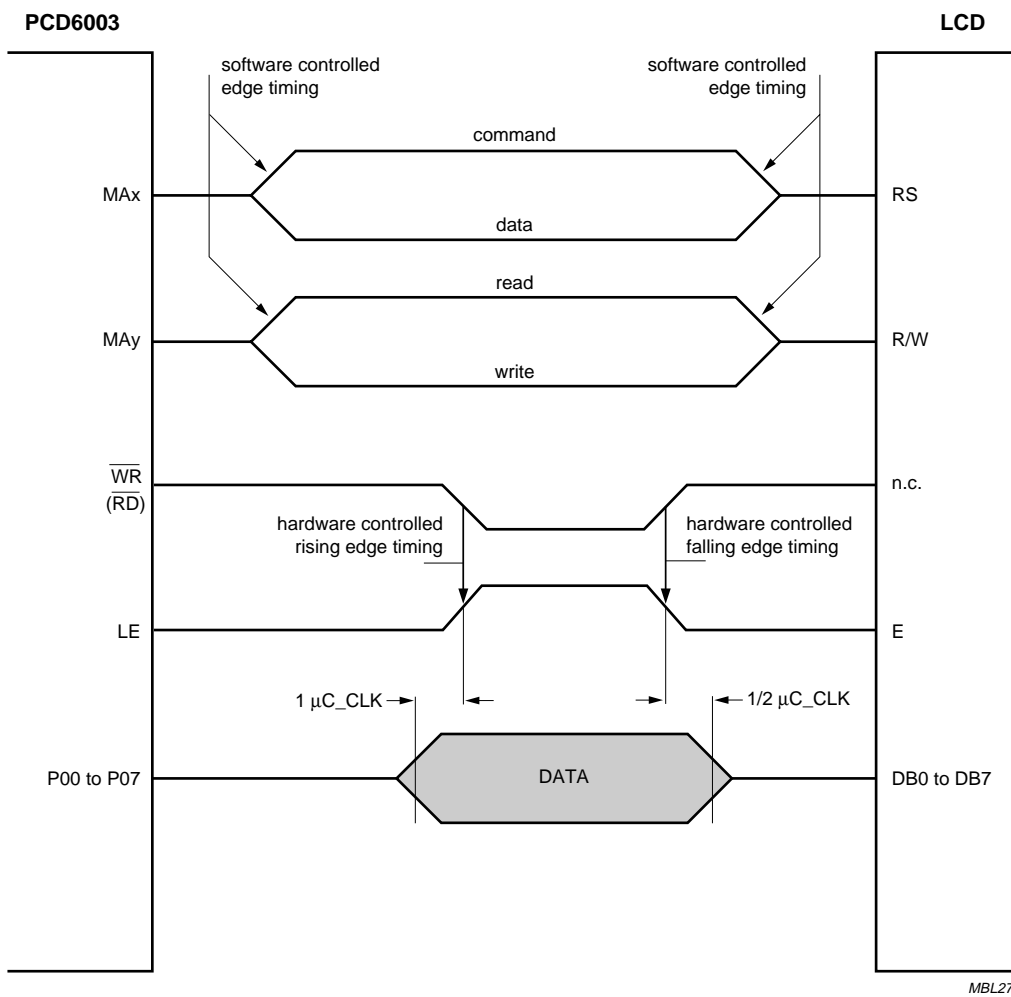 PCD6003
LCD
software controlled
edge timing
software controlled
edge timing
command
MAx
RS
data
read
MAy
R/W
write
WR
(RD)
n.c.
hardware controlled
rising edge timing
hardware controlled
falling edge timing
LE
E
1 μC_CLK
1/2 μC_CLK
P00 to P07
DATA
DB0 to DB7